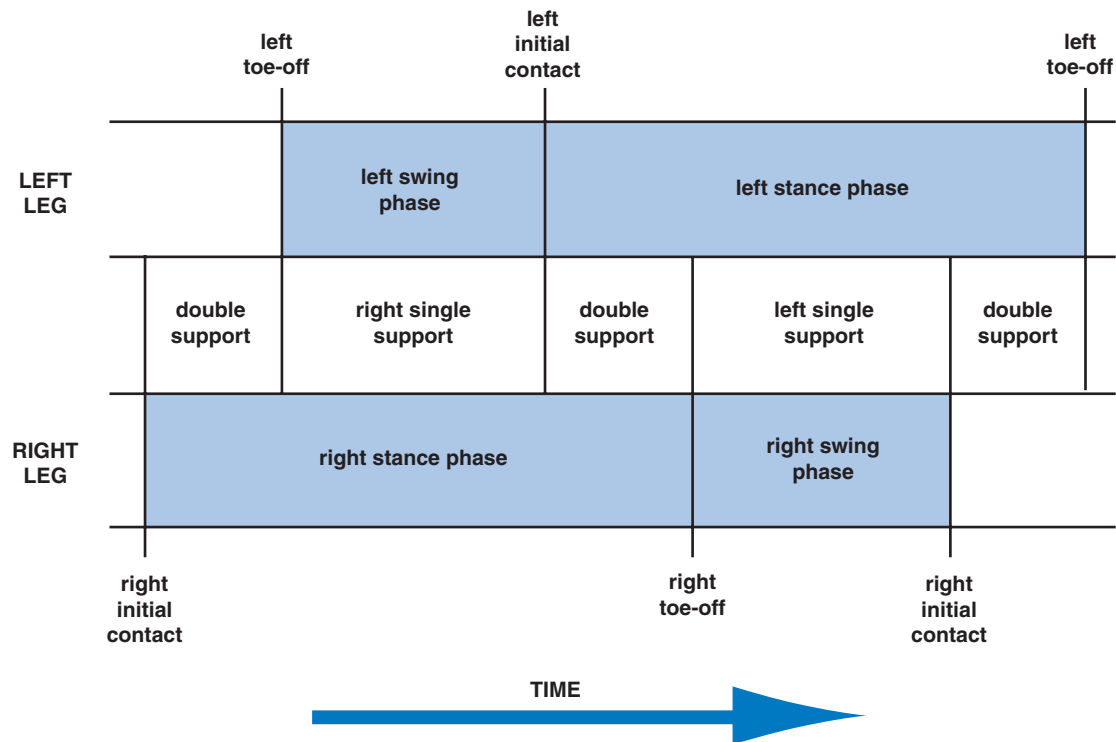 left
toe-off
left
initial
contact
left
toe-off
LEFT
LEG
left swing
phase
left stance phase
double
support
right single
support
double
support
left single
support
double
support
RIGHT
LEG
right stance phase
right swing
phase
right
initial
contact
right
toe-off
right
initial
contact
TIME